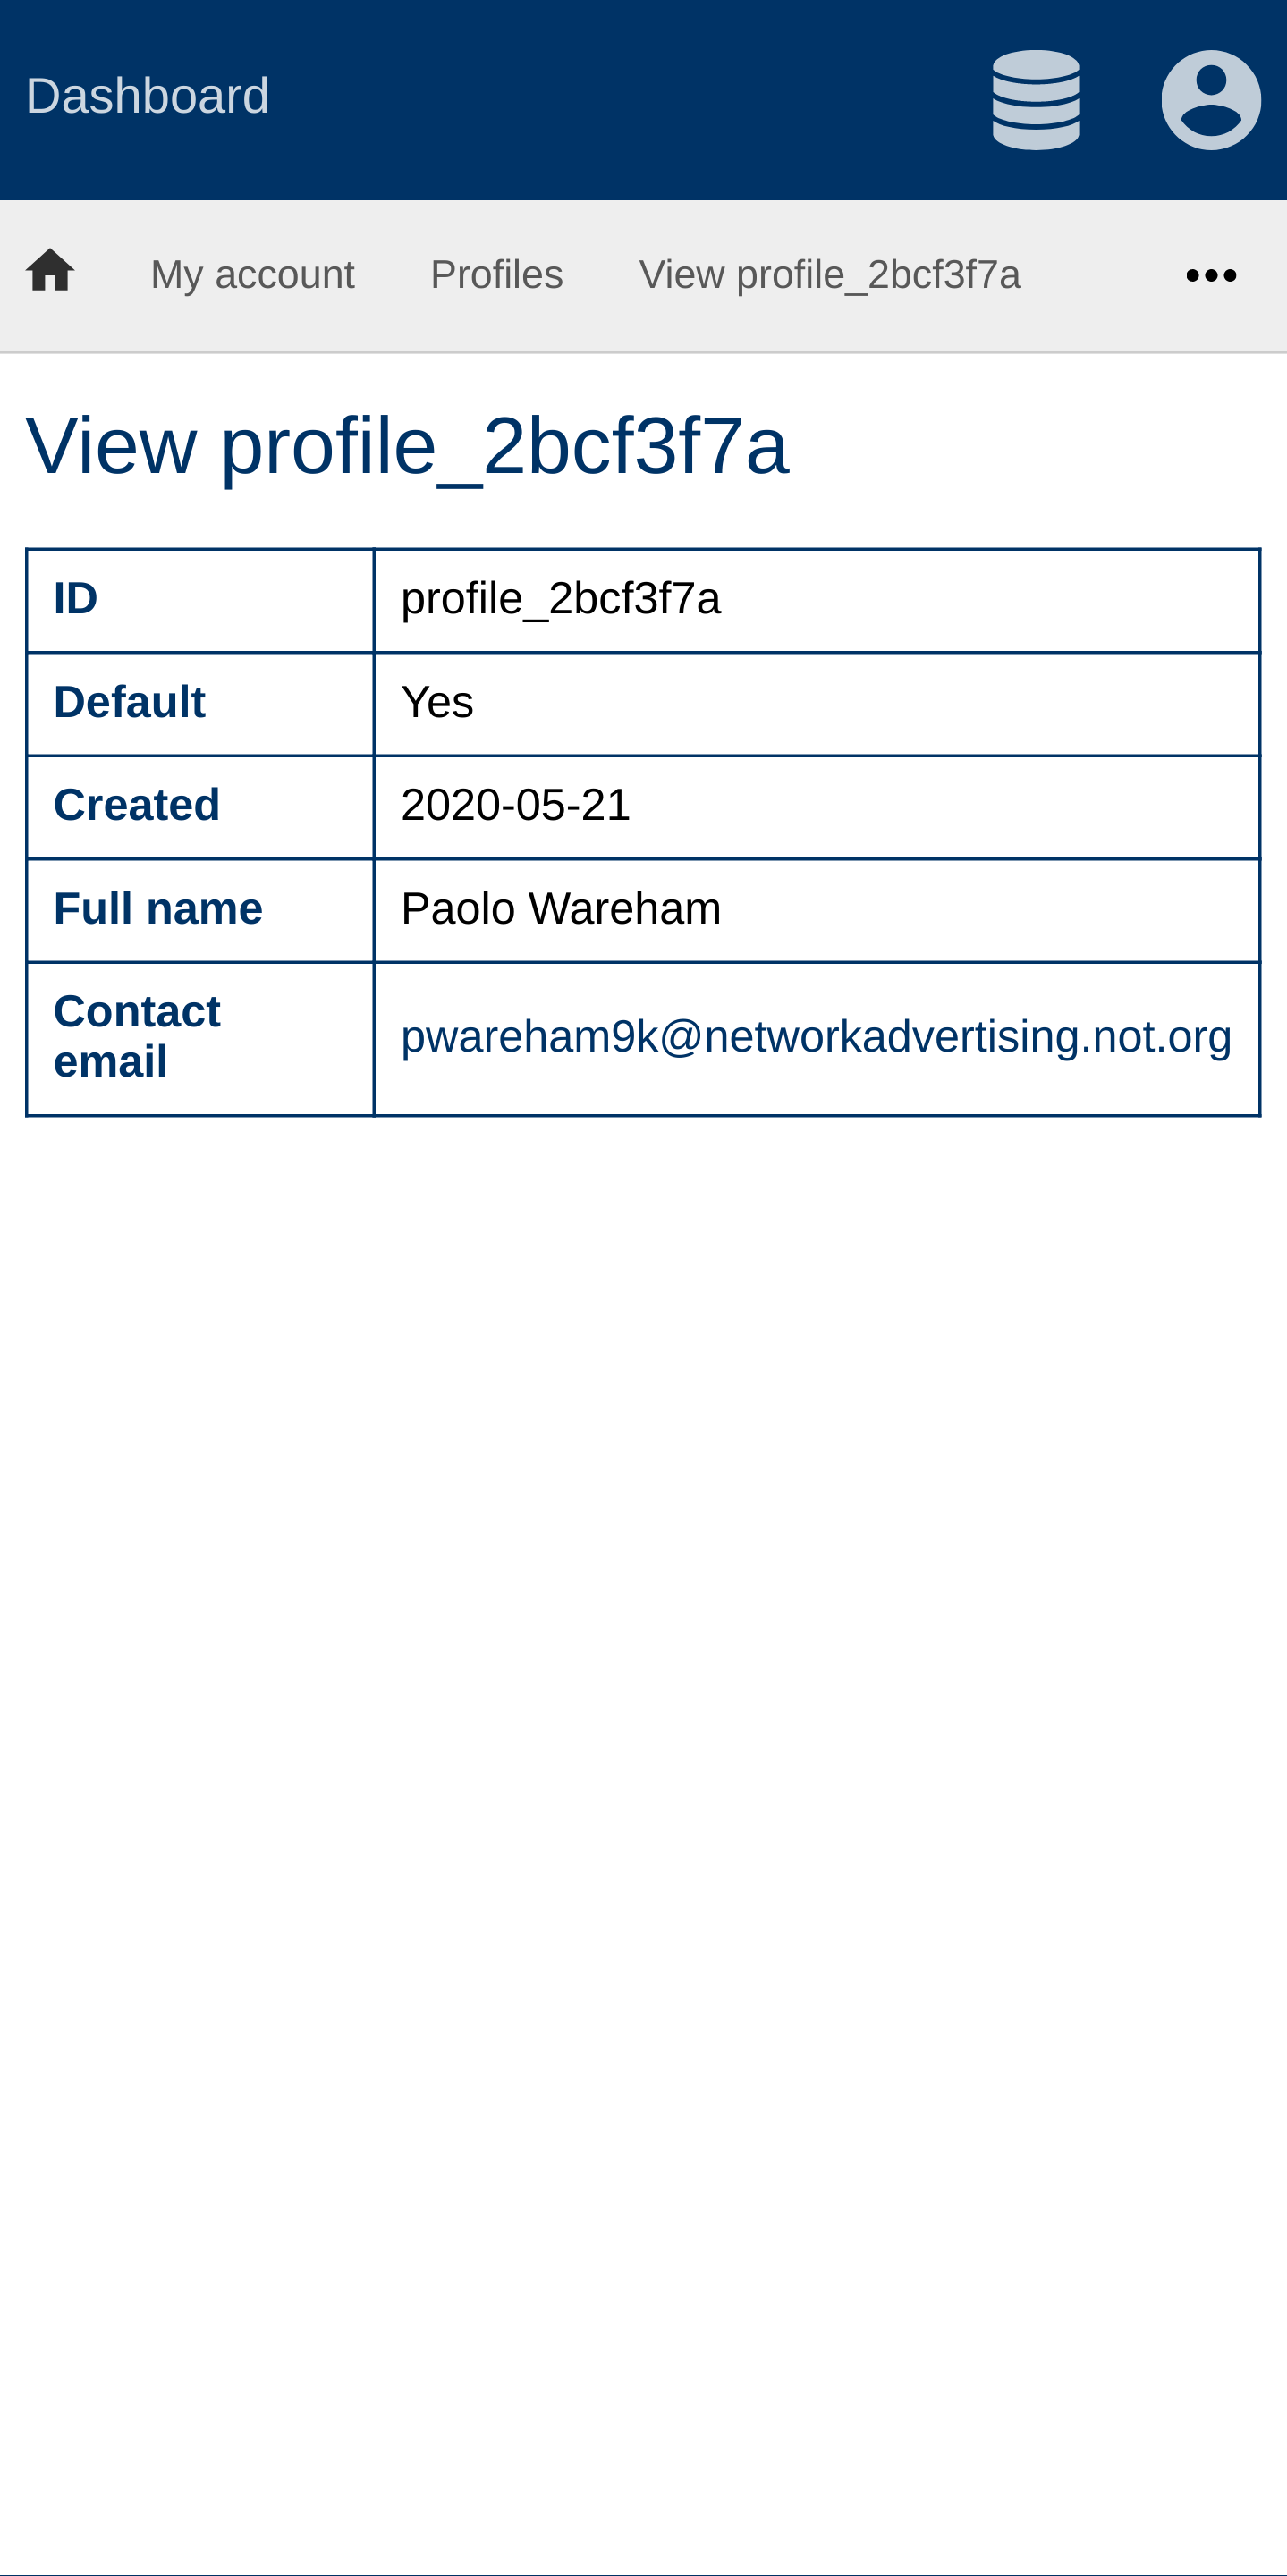 Dashboard
My account Profiles View profile_2bcf3f7a
View profile_2bcf3f7a
ID profile_2bcf3f7a
Default Yes
Created 2020-05-21
Full name Paolo Wareham
Contact
email
pwareham9k@networkadvertising.not.org